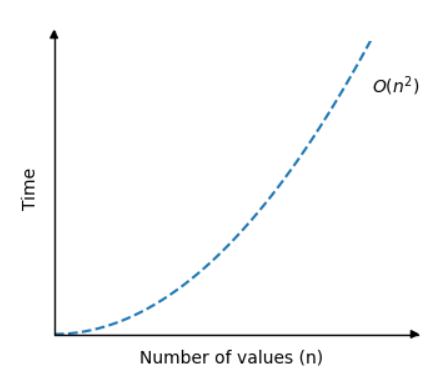 O(n²)
Time
Number of values (n)